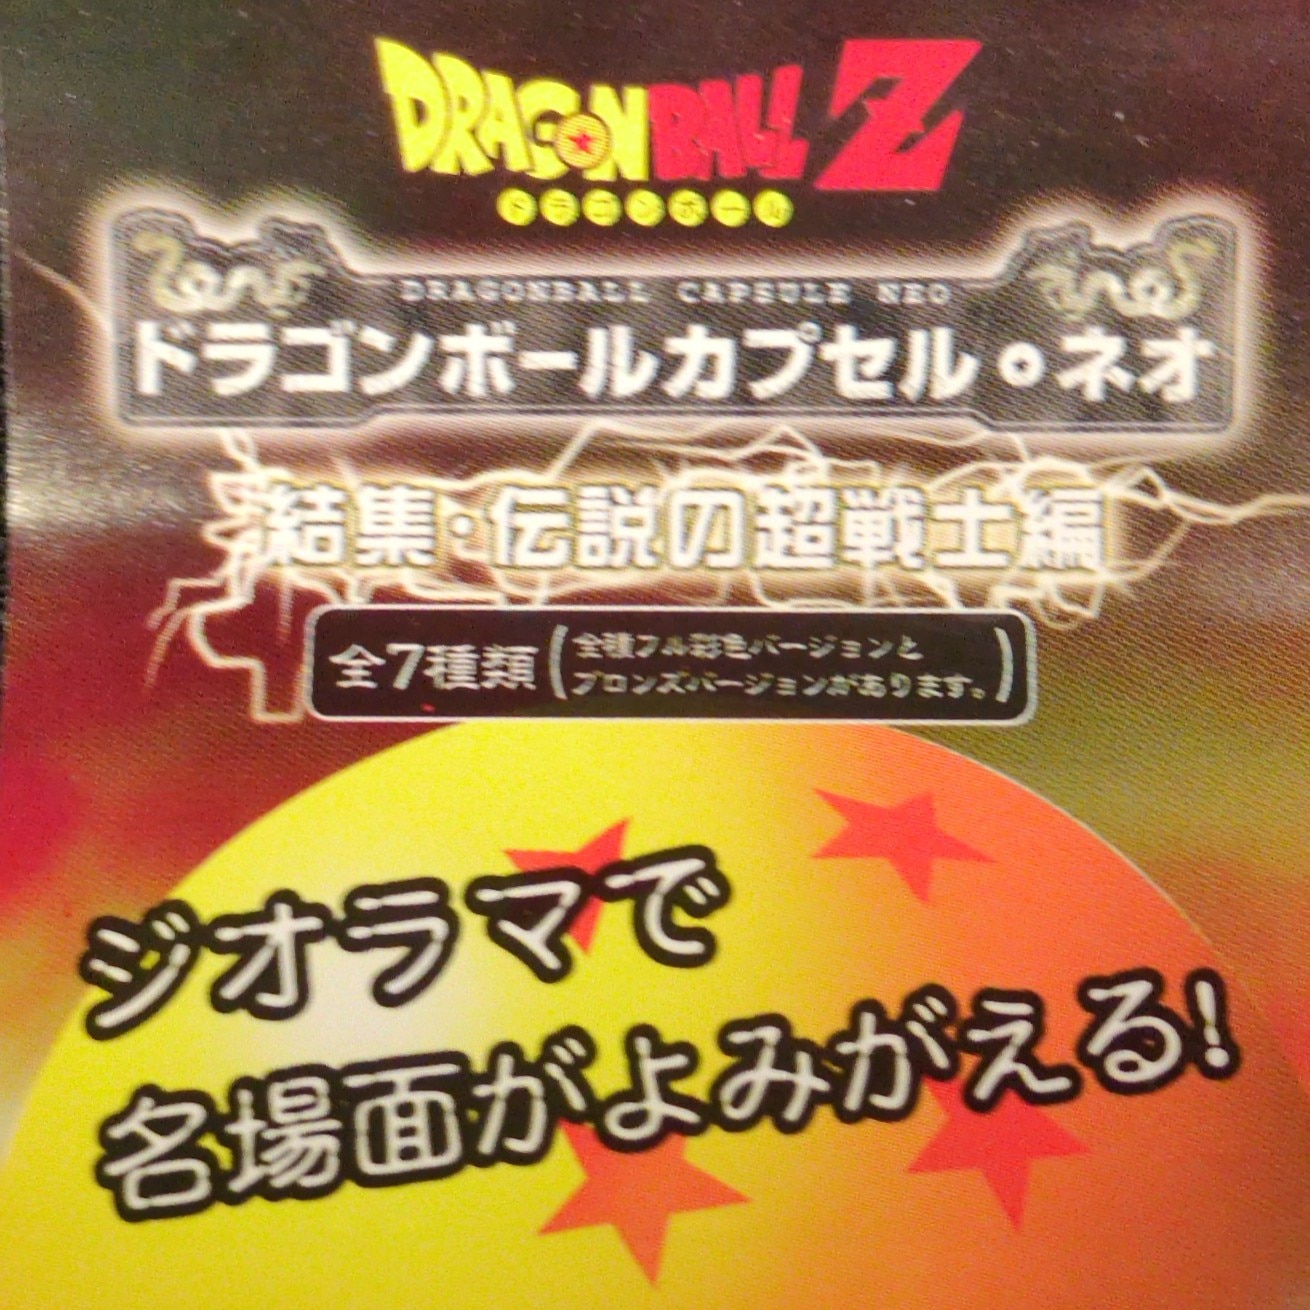 DRAGONBALL Z
ドラゴンボール
DRAGONBALL CAPSULE NEO
ドラゴンボールカプセル・ネオ
結集・伝説の超戦士編
全7種類(全種フル彩色バージョンと
ブロンズバージョンがあります。)
ジオラマで
名場面がよみがえる!